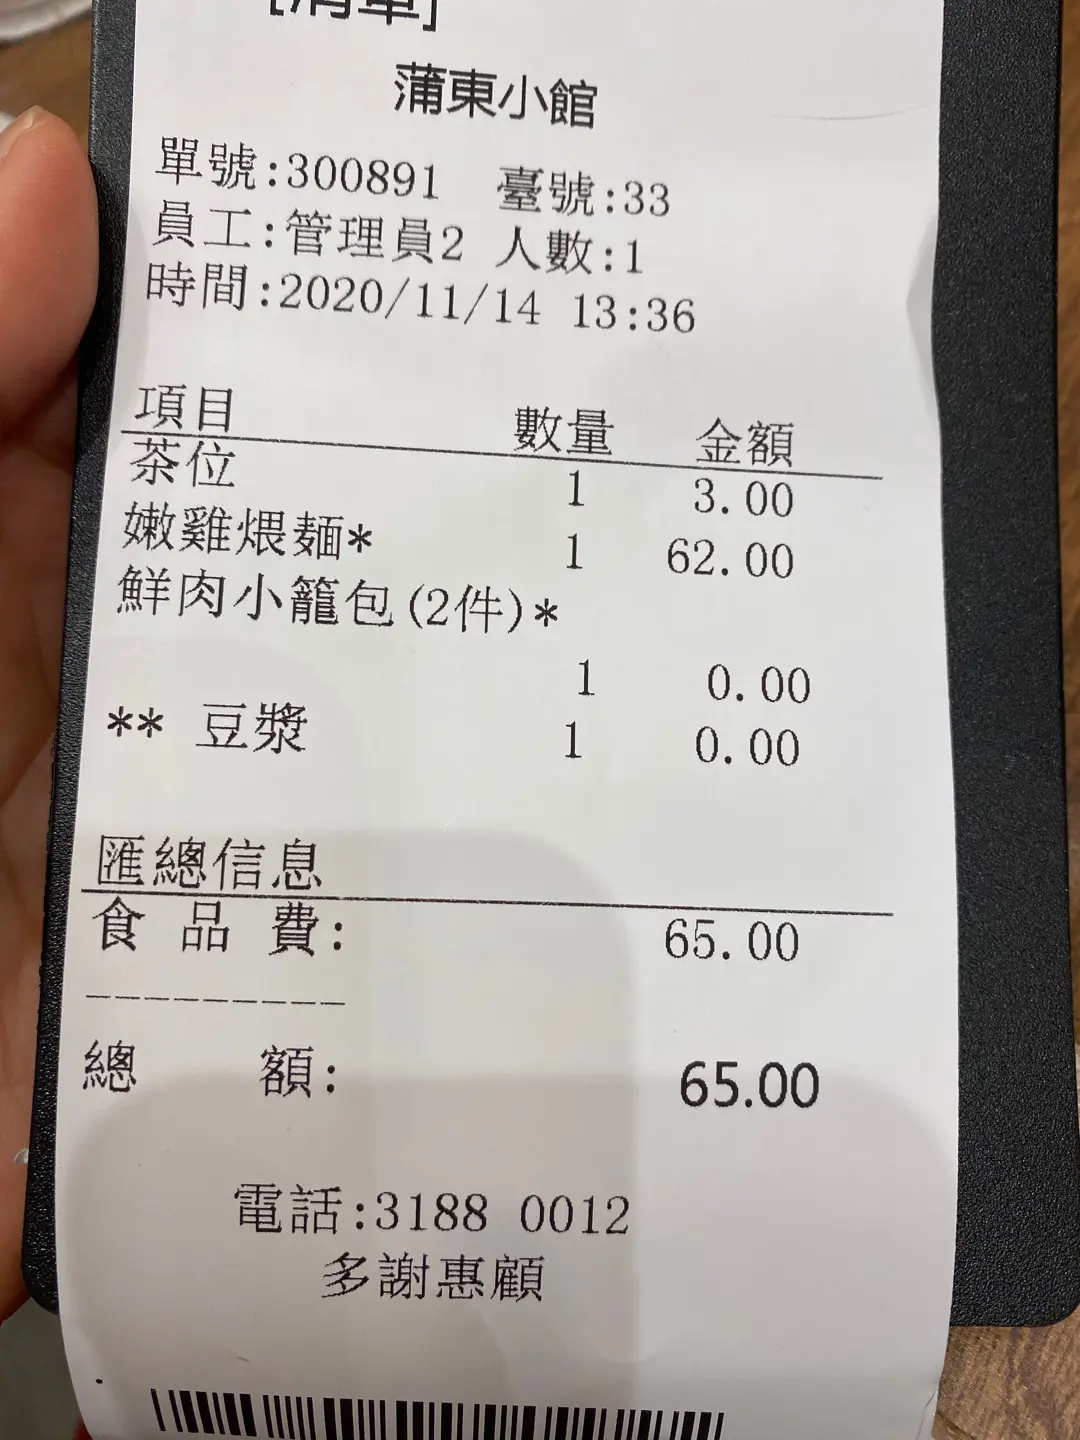 [清單]
蒲東小館
單號:300891 臺號:33
員工:管理員2 人數:1
時間:2020/11/14 13:36
項目 數量 金額
茶位 1 3.00
嫩雞煨麵* 1 62.00
鮮肉小籠包(2件)*
1 0.00
** 豆漿 1 0.00
匯總信息
食 品 費: 65.00
---------
總 額: 65.00
電話:3188 0012
多謝惠顧